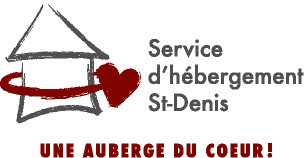 Service
d'hébergement
St-Denis
UNE AUBERGE DU COEUR!